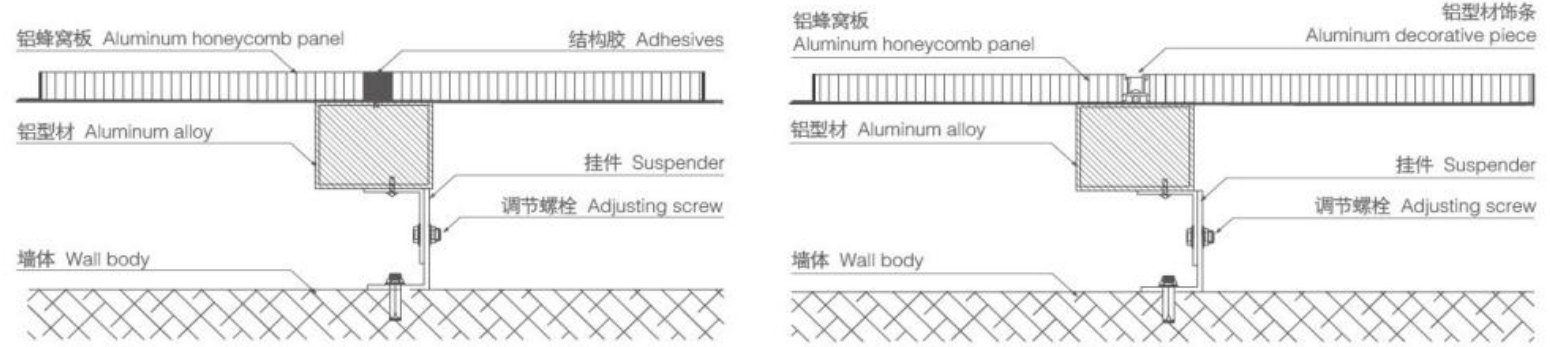 铝蜂窝板 Aluminum honeycomb panel
结构胶 Adhesives
铝型材 Aluminum alloy
挂件 Suspender
调节螺栓 Adjusting screw
墙体 Wall body
铝蜂窝板
Aluminum honeycomb panel
铝型材饰条
Aluminum decorative piece
铝型材 Aluminum alloy
挂件 Suspender
调节螺栓 Adjusting screw
墙体 Wall body